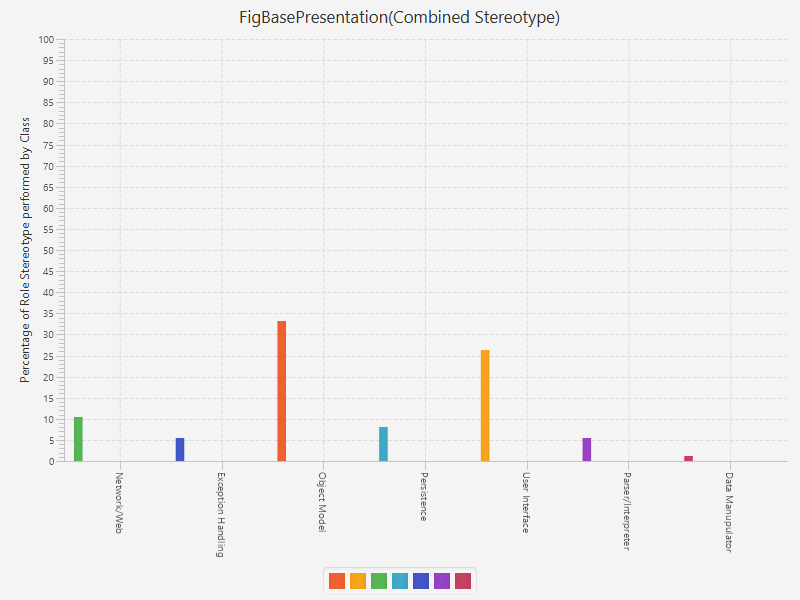 FigBasePresentation(Combined Stereotype)
Percentage of Role Stereotype performed by Class
100
95
90
85
80
75
70
65
60
55
50
45
40
35
30
25
20
15
10
5
0
Network/Web
Exception Handling
Object Model
Persistence
User Interface
Parser/Interpreter
Data Manupulator